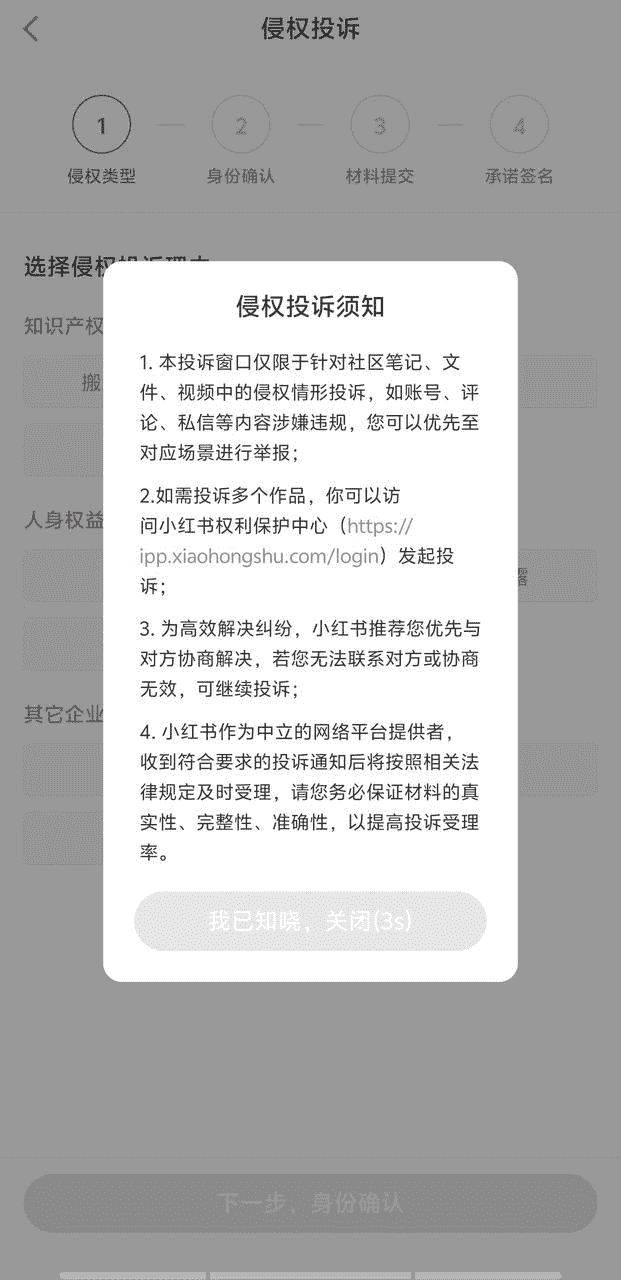 侵权投诉
1
2
3
4
侵权类型
身份确认
材料提交
承诺签名
选择侵权投诉理由
知识产权
搬
人身权益
露
其它企业
侵权投诉须知
1. 本投诉窗口仅限于针对社区笔记、文
件、视频中的侵权情形投诉，如账号、评
论、私信等内容涉嫌违规，您可以优先至
对应场景进行举报；
2.如需投诉多个作品，你可以访
问小红书权利保护中心（https://
ipp.xiaohongshu.com/login）发起投
诉；
3. 为高效解决纠纷，小红书推荐您优先与
对方协商解决，若您无法联系对方或协商
无效，可继续投诉；
4. 小红书作为中立的网络平台提供者，
收到符合要求的投诉通知后将按照相关法
律规定及时受理，请您务必保证材料的真
实性、完整性、准确性，以提高投诉受理
率。
我已知晓，关闭(3s)
下一步，身份确认